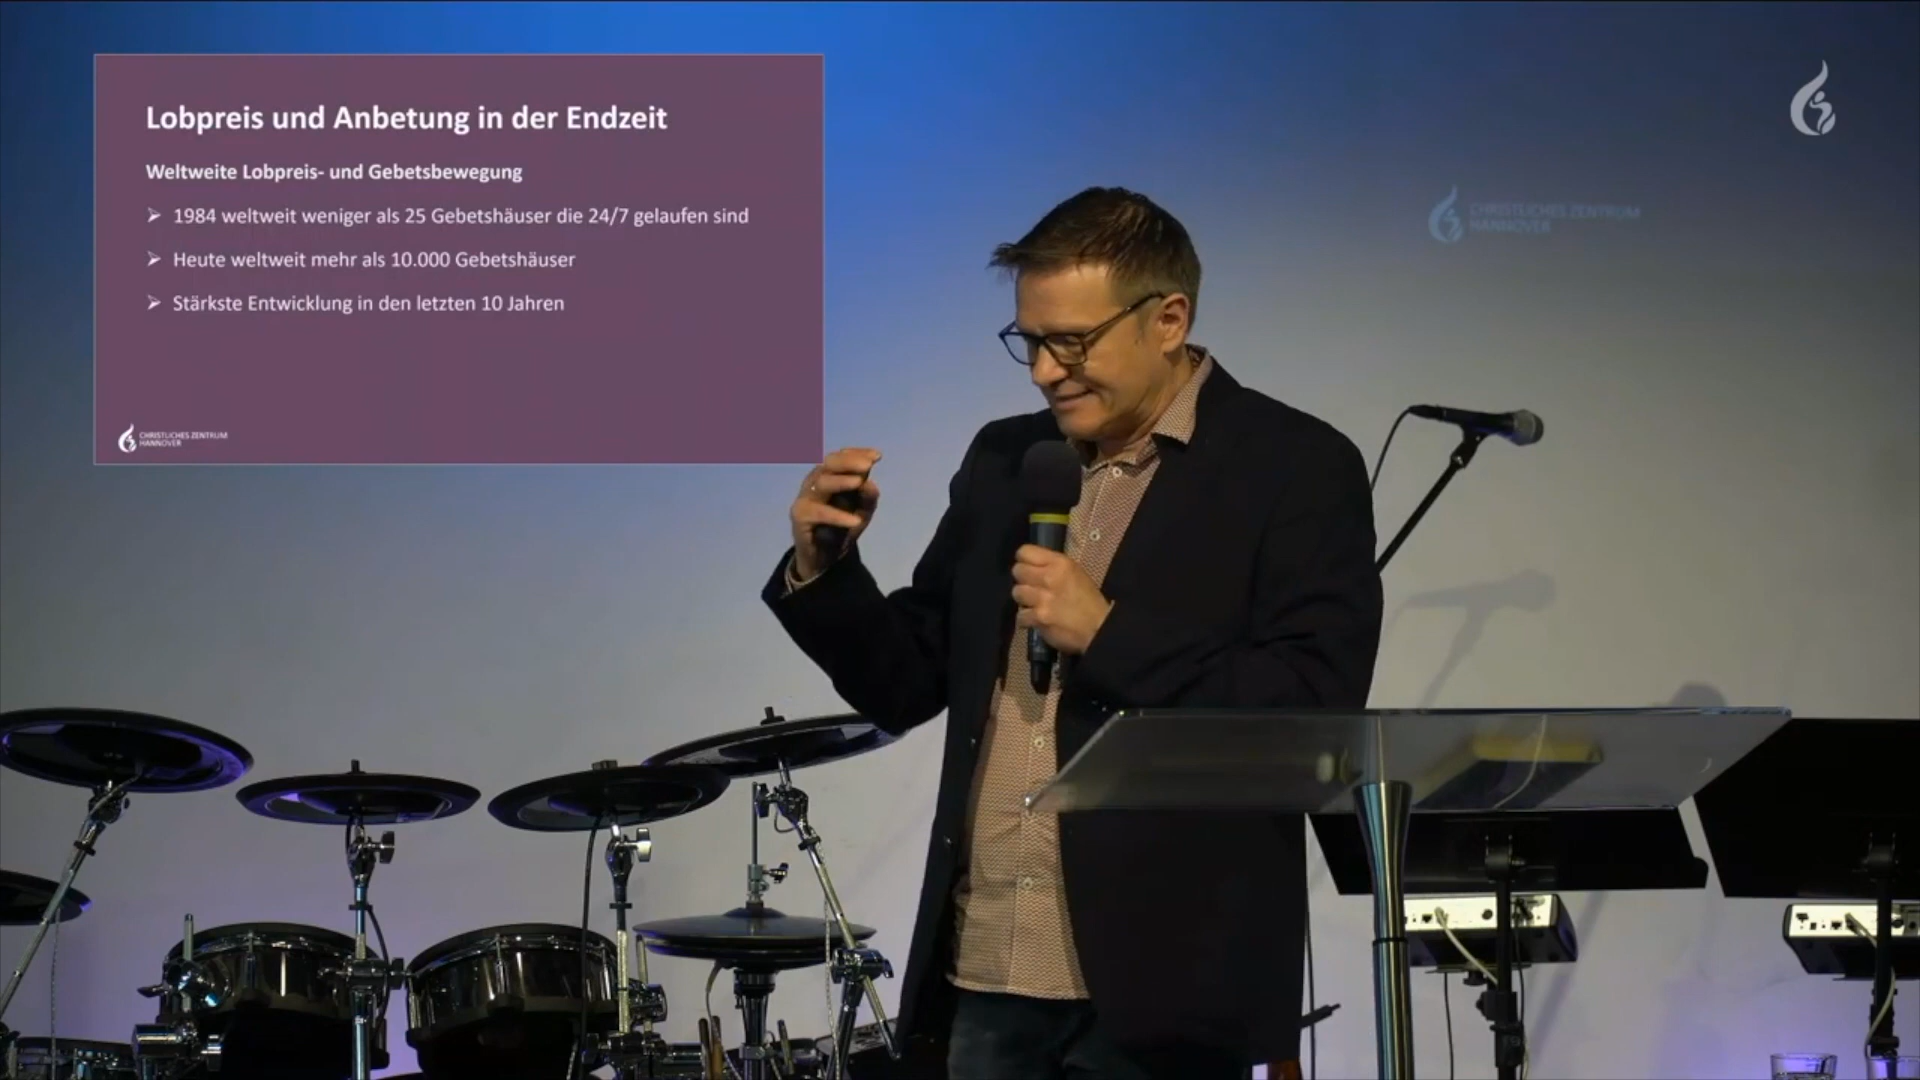 Lobpreis und Anbetung in der Endzeit
Weltweite Lobpreis- und Gebetsbewegung
➢ 1984 weltweit weniger als 25 Gebetshäuser die 24/7 gelaufen sind
➢ Heute weltweit mehr als 10.000 Gebetshäuser
➢ Stärkste Entwicklung in den letzten 10 Jahren
CHRISTLICHES ZENTRUM
HANNOVER
CHRISTLICHES ZENTRUM
HANNOVER